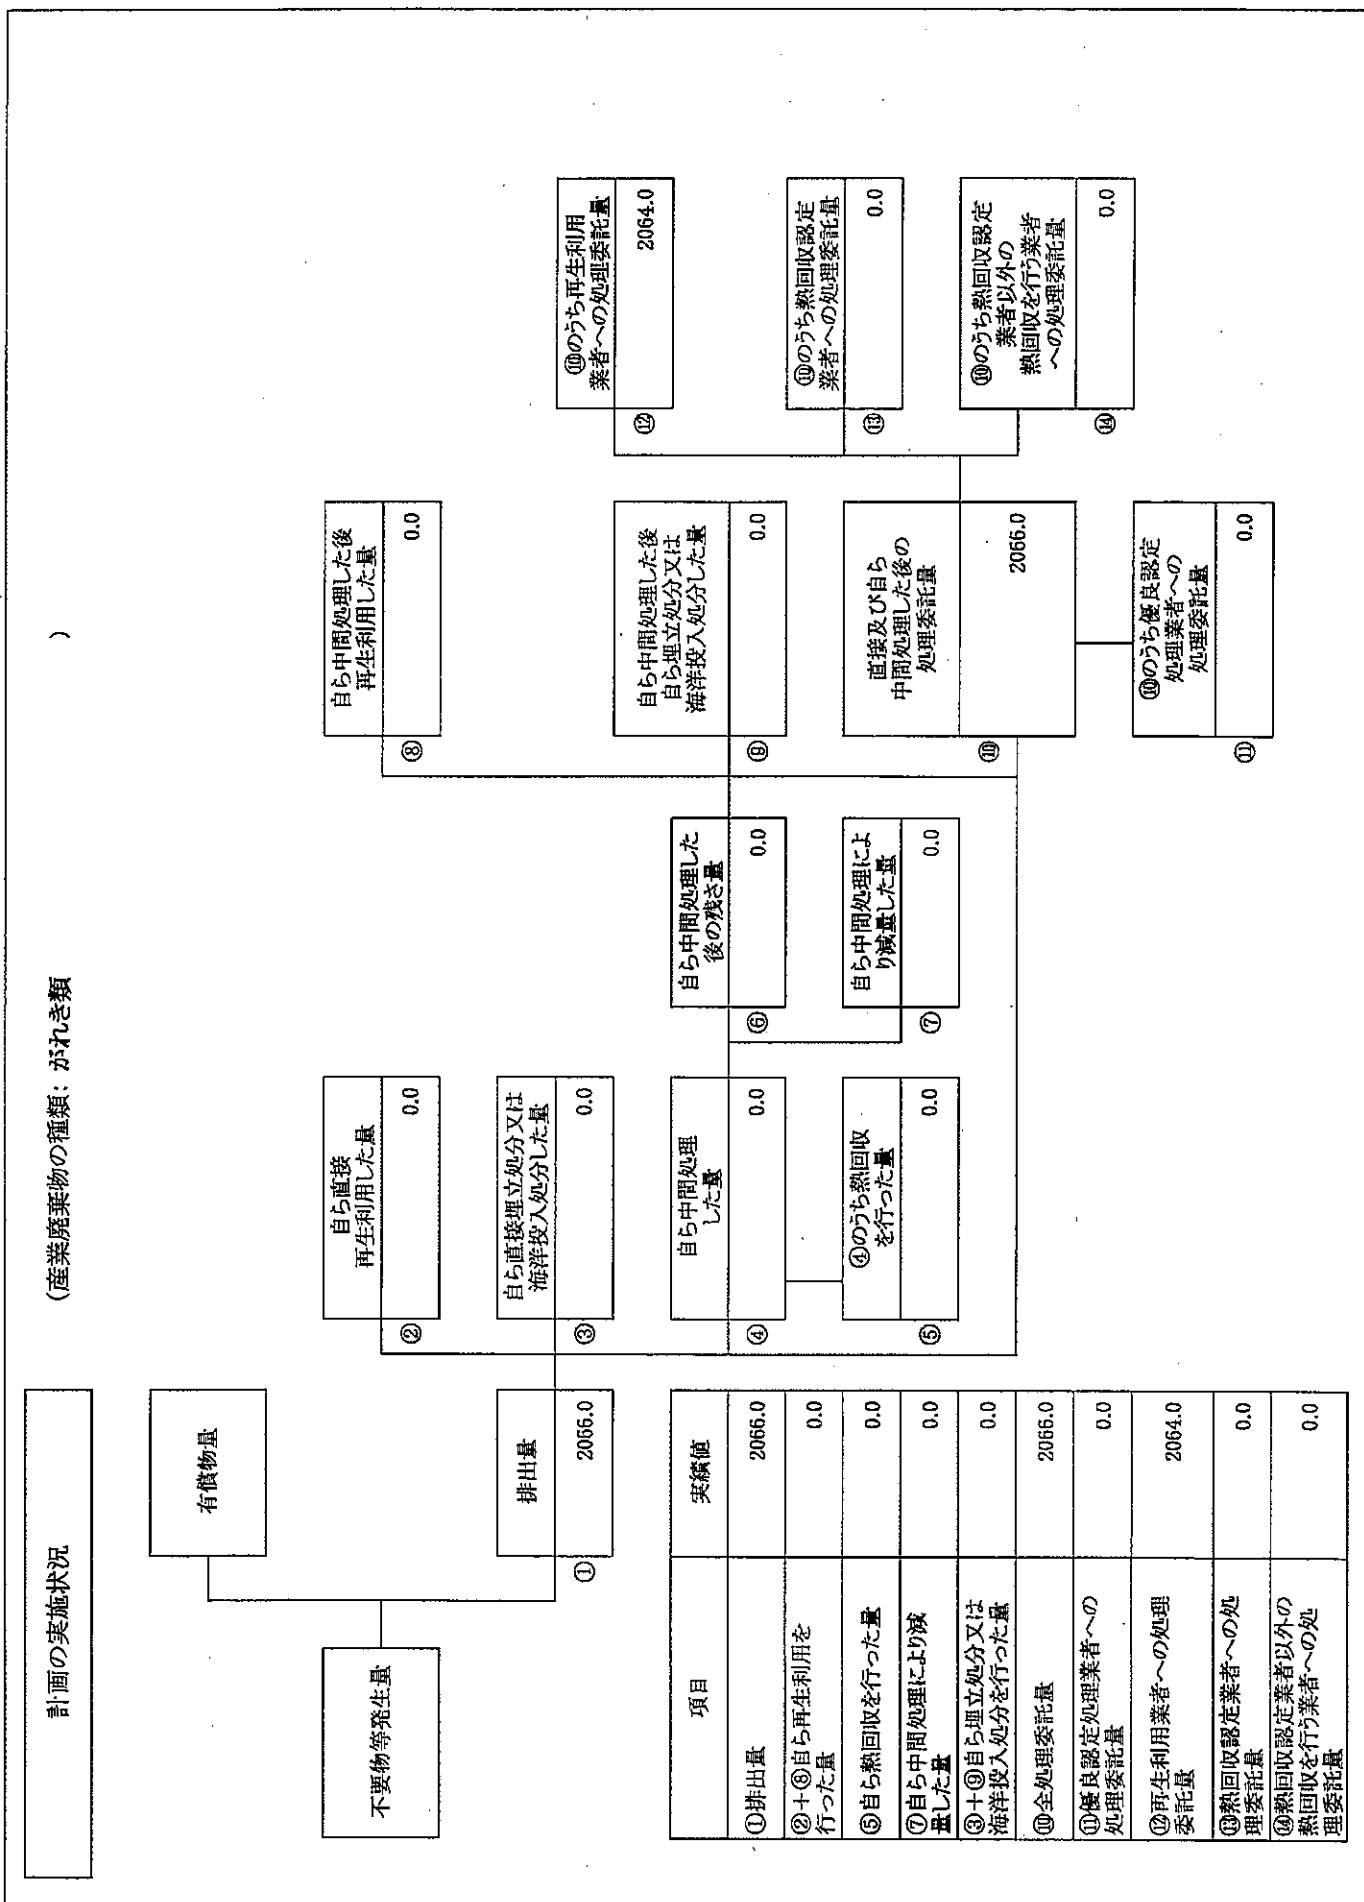 計画の実施状況
(産業廃棄物の種類: がれき類 )
不要物等発生量
有償物量
排出量
① 2066.0
自ら直接
再生利用した量
② 0.0
自ら直接埋立処分又は
海洋投入処分した量
③ 0.0
自ら中間処理
した量
④ 0.0
④のうち熱回収
を行った量
⑤ 0.0
自ら中間処理した
後の残さ量
⑥ 0.0
自ら中間処理によ
り減量した量
⑦ 0.0
自ら中間処理した後
再生利用した量
⑧ 0.0
自ら中間処理した後
自ら埋立処分又は
海洋投入処分した量
⑨ 0.0
直接及び自ら
中間処理した後の
処理委託量
⑩ 2066.0
⑩のうち優良認定
処理業者への
処理委託量
⑪ 0.0
⑩のうち再生利用
業者への処理委託量
⑫ 2064.0
⑩のうち熱回収認定
業者への処理委託量
⑬ 0.0
⑩のうち熱回収認定
業者以外の
熱回収を行う業者
への処理委託量
⑭ 0.0
項目 実績値
①排出量 2066.0
②+⑧自ら再生利用を
行った量 0.0
⑤自ら熱回収を行った量 0.0
⑦自ら中間処理により減
量した量 0.0
③+⑨自ら埋立処分又は
海洋投入処分を行った量 0.0
⑩全処理委託量 2066.0
⑪優良認定処理業者への
処理委託量 0.0
⑫再生利用業者への処理
委託量 2064.0
⑬熱回収認定業者への処
理委託量 0.0
⑭熱回収認定業者以外の
熱回収を行う業者への処
理委託量 0.0